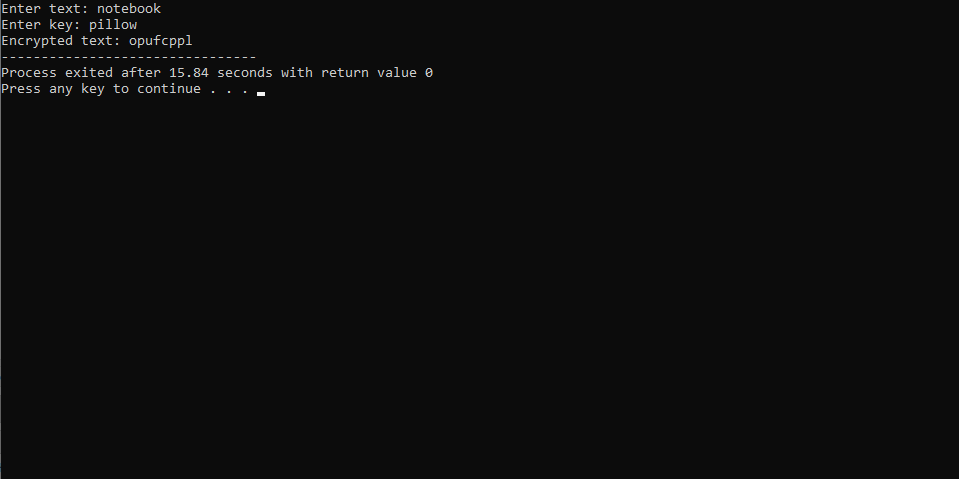 Enter text: notebook
Enter key: pillow
Encrypted text: opufcppl
--------------------------------
Process exited after 15.84 seconds with return value 0
Press any key to continue . . .